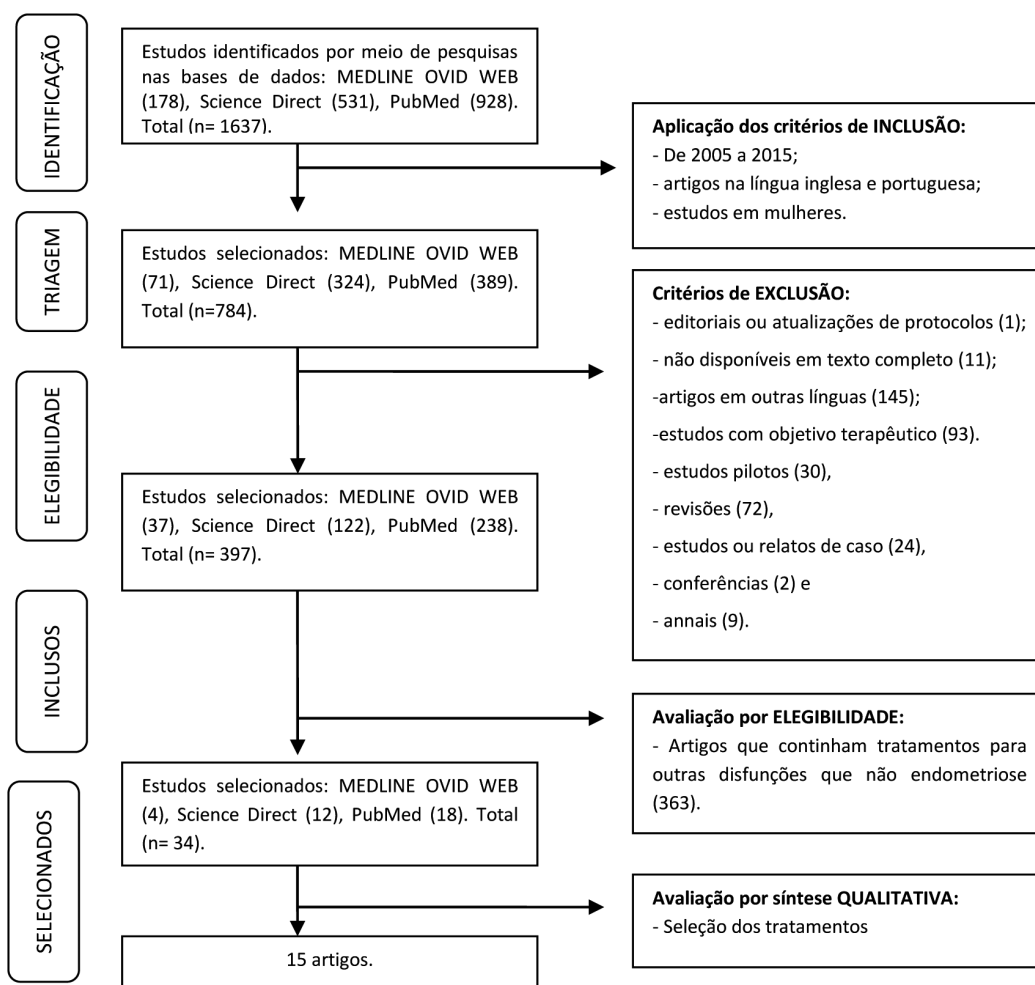 IDENTIFICAÇÃO
Estudos identificados por meio de pesquisas
nas bases de dados: MEDLINE OVID WEB
(178), Science Direct (531), PubMed (928).
Total (n= 1637).
Aplicação dos critérios de INCLUSÃO:
- De 2005 a 2015;
- artigos na língua inglesa e portuguesa;
- estudos em mulheres.
TRIAGEM
Estudos selecionados: MEDLINE OVID WEB
(71), Science Direct (324), PubMed (389).
Total (n=784).
Critérios de EXCLUSÃO:
- editoriais ou atualizações de protocolos (1);
- não disponíveis em texto completo (11);
-artigos em outras línguas (145);
-estudos com objetivo terapêutico (93).
- estudos pilotos (30),
- revisões (72),
- estudos ou relatos de caso (24),
- conferências (2) e
- annais (9).
ELEGIBILIDADE
Estudos selecionados: MEDLINE OVID WEB
(37), Science Direct (122), PubMed (238).
Total (n= 397).
INCLUSOS
Avaliação por ELEGIBILIDADE:
- Artigos que continham tratamentos para
outras disfunções que não endometriose
(363).
Estudos selecionados: MEDLINE OVID WEB
(4), Science Direct (12), PubMed (18). Total
(n= 34).
SELECIONADOS
Avaliação por síntese QUALITATIVA:
- Seleção dos tratamentos
15 artigos.